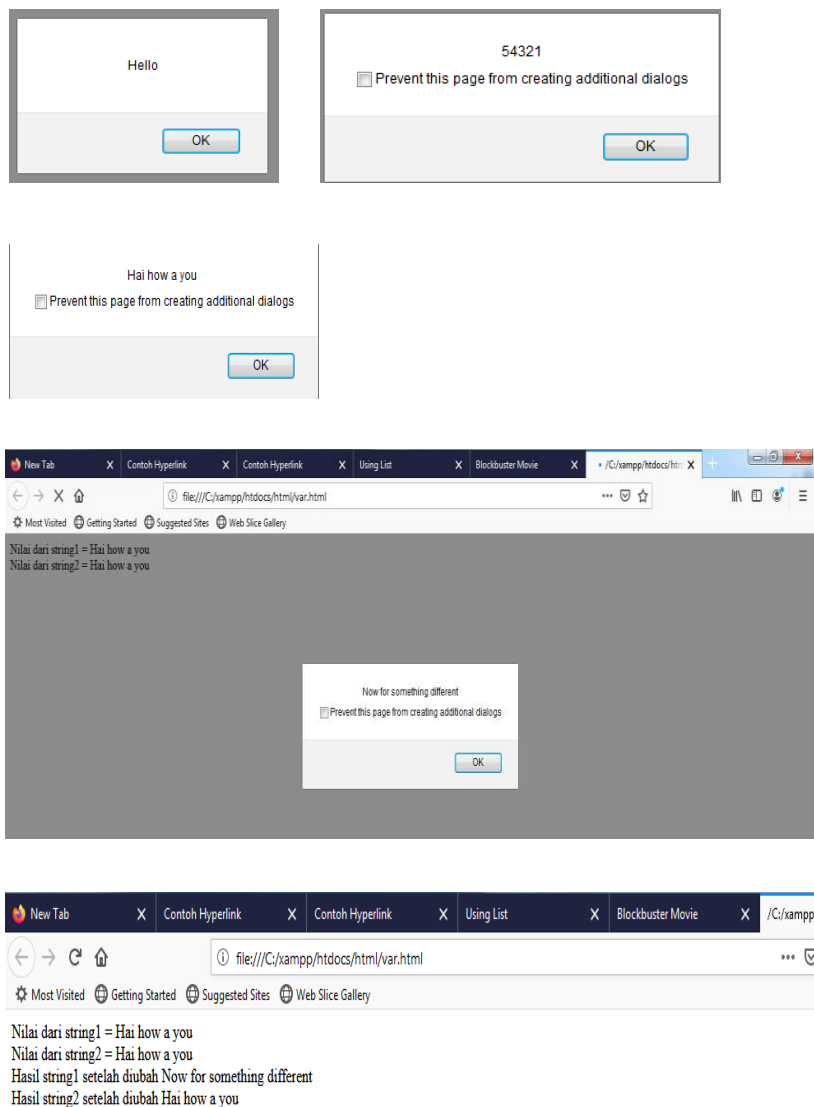 Hello
OK
54321
Prevent this page from creating additional dialogs
OK
Hai how a you
Prevent this page from creating additional dialogs
OK
New Tab X Contoh Hyperlink X Contoh Hyperlink X Using List X Blockbuster Movie X • /C:/xampp/htdocs/htm X
file:///C:/xampp/htdocs/html/var.html
Most Visited Getting Started Suggested Sites Web Slice Gallery
Nilai dari string1 = Hai how a you
Nilai dari string2 = Hai how a you
Now for something different
Prevent this page from creating additional dialogs
OK
New Tab X Contoh Hyperlink X Contoh Hyperlink X Using List X Blockbuster Movie X /C:/xampp
file:///C:/xampp/htdocs/html/var.html
Most Visited Getting Started Suggested Sites Web Slice Gallery
Nilai dari string1 = Hai how a you
Nilai dari string2 = Hai how a you
Hasil string1 setelah diubah Now for something different
Hasil string2 setelah diubah Hai how a you